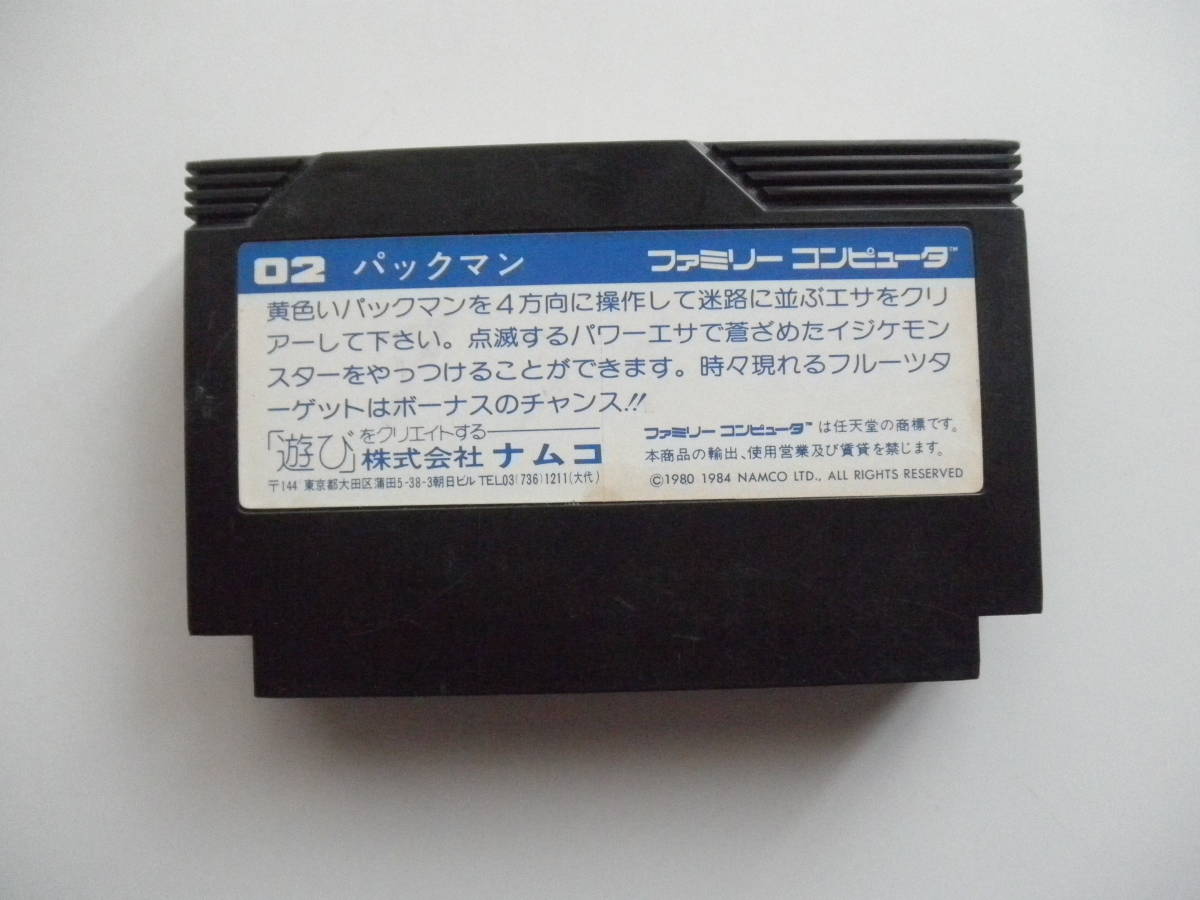 02 パックマン ファミリー コンピュータ™
黄色いパックマンを4方向に操作して迷路に並ぶエサをクリ
アーして下さい。点滅するパワーエサで蒼ざめたイジケモン
スターをやっつけることができます。時々現れるフルーツタ
ーゲットはボーナスのチャンス!!
「遊び」をクリエイトする
株式会社 ナムコ
〒144 東京都大田区蒲田5-38-3朝日ビル TEL.03(736)1211(大代)
ファミリー コンピュータ™ は任天堂の商標です。
本商品の輸出、使用営業及び賃貸を禁じます。
©1980 1984 NAMCO LTD., ALL RIGHTS RESERVED